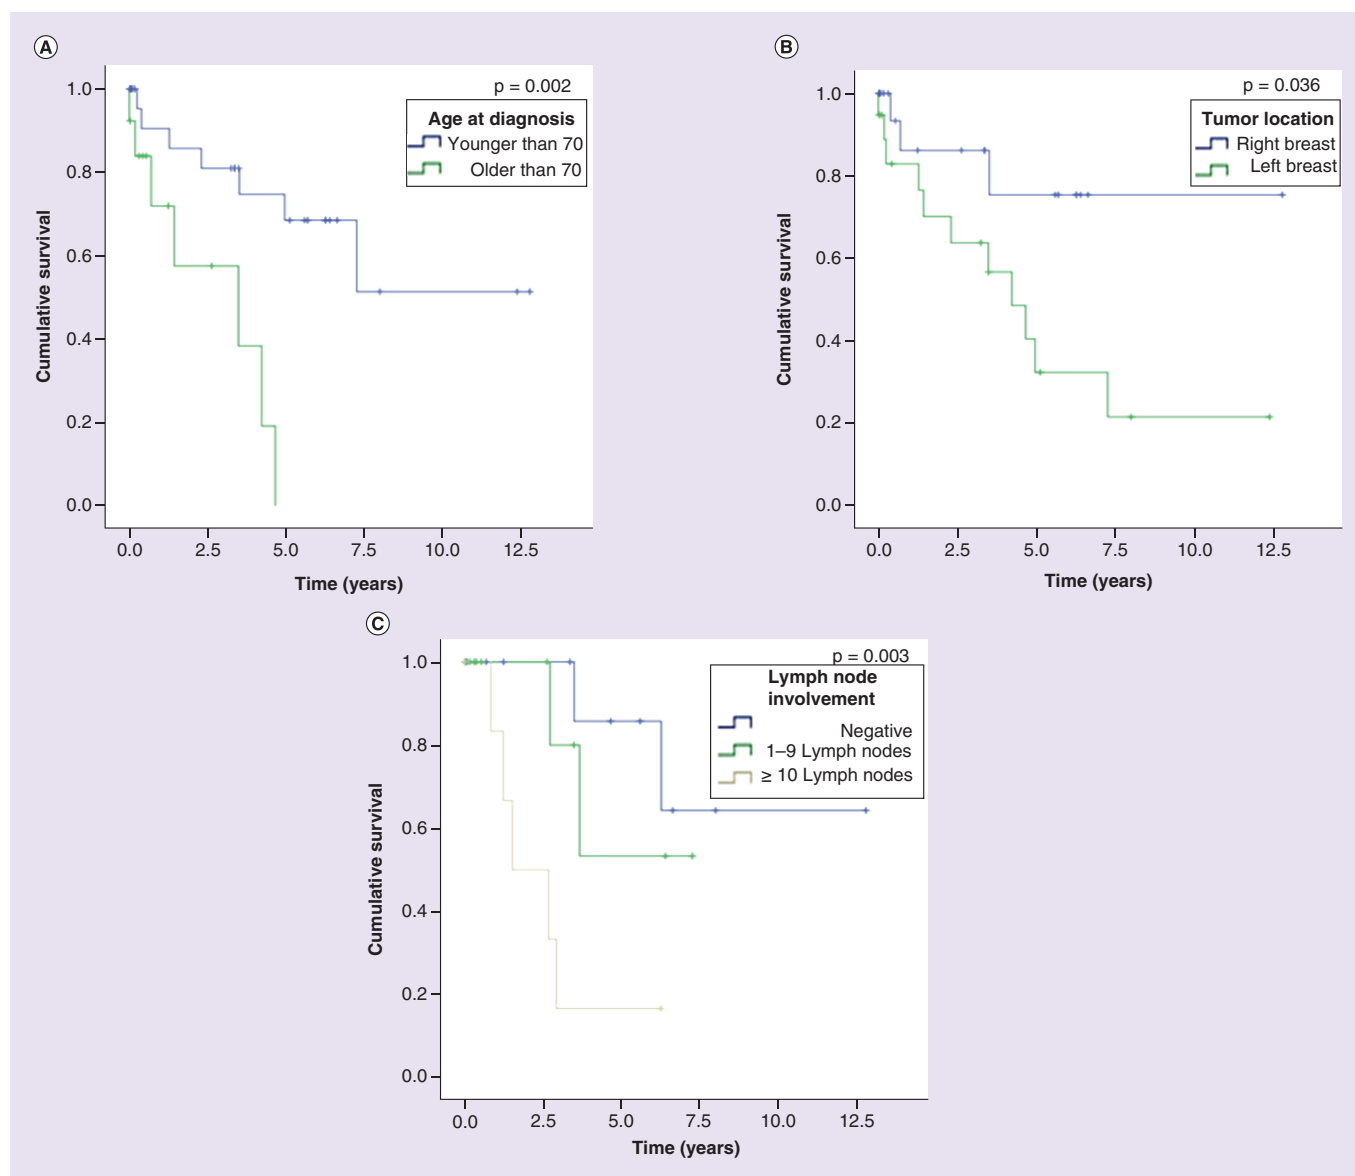 A
p = 0.002
Age at diagnosis
Younger than 70
Older than 70
Cumulative survival
1.0
0.8
0.6
0.4
0.2
0.0
0.0 2.5 5.0 7.5 10.0 12.5
Time (years)
B
p = 0.036
Tumor location
Right breast
Left breast
Cumulative survival
1.0
0.8
0.6
0.4
0.2
0.0
0.0 2.5 5.0 7.5 10.0 12.5
Time (years)
C
p = 0.003
Lymph node
involvement
Negative
1–9 Lymph nodes
≥ 10 Lymph nodes
Cumulative survival
1.0
0.8
0.6
0.4
0.2
0.0
0.0 2.5 5.0 7.5 10.0 12.5
Time (years)